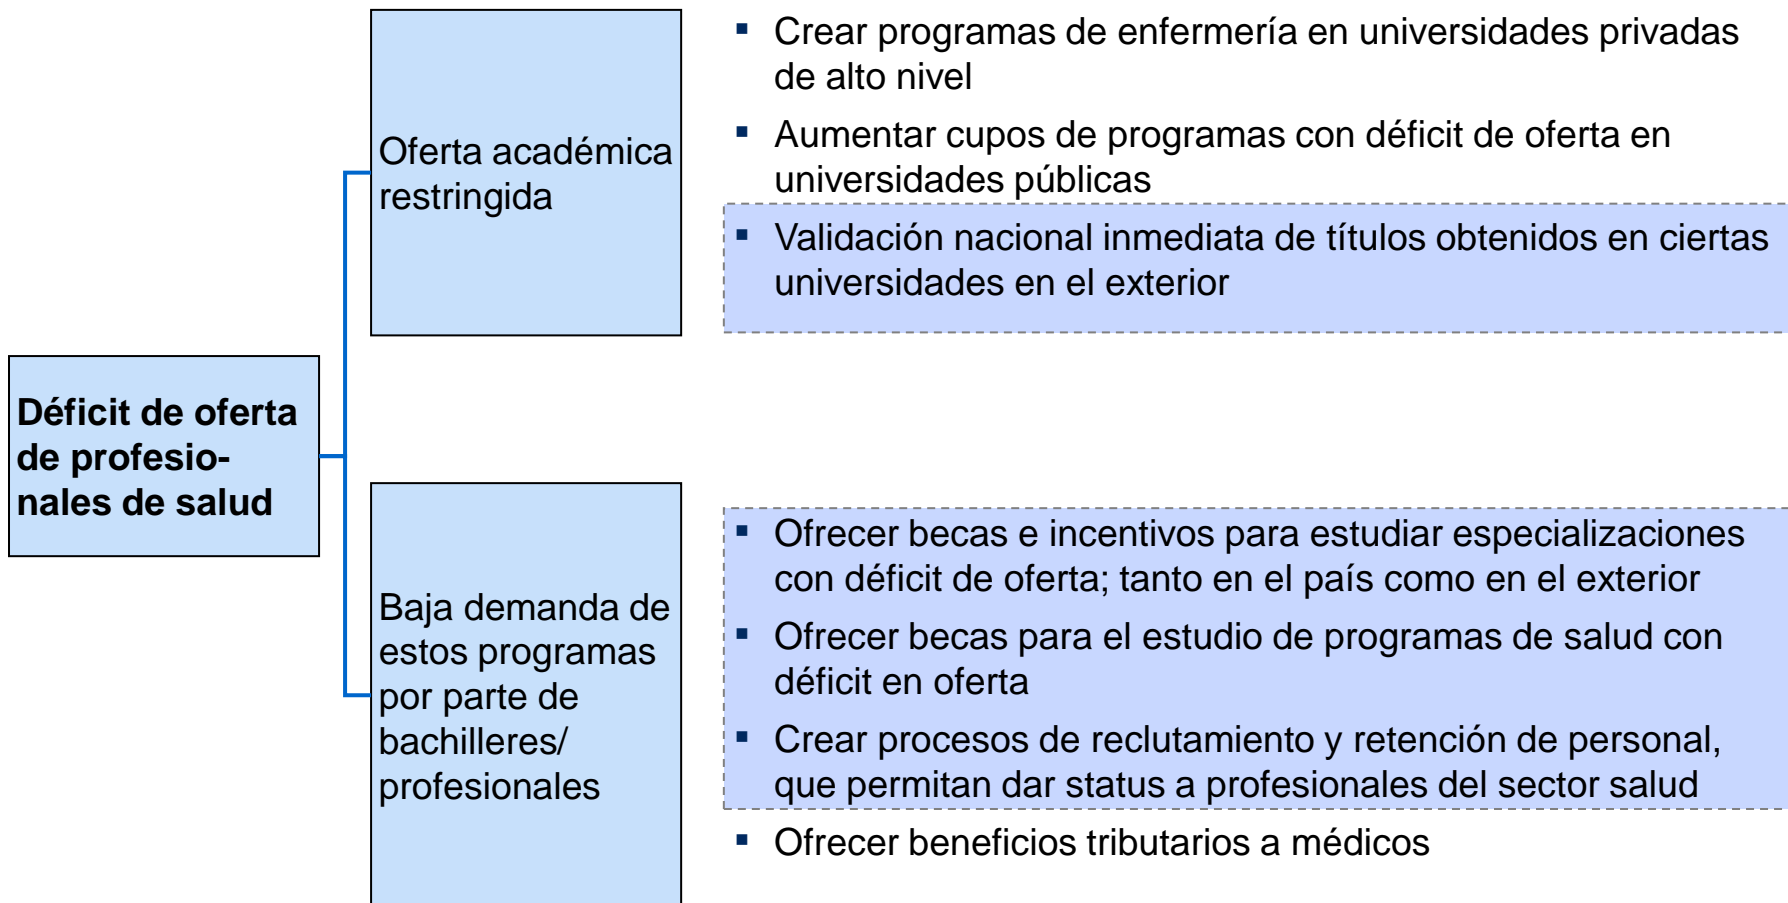 Déficit de oferta
de profesio-
nales de salud
Oferta académica
restringida
▪ Crear programas de enfermería en universidades privadas
de alto nivel
▪ Aumentar cupos de programas con déficit de oferta en
universidades públicas
▪ Validación nacional inmediata de títulos obtenidos en ciertas
universidades en el exterior
Baja demanda de
estos programas
por parte de
bachilleres/
profesionales
▪ Ofrecer becas e incentivos para estudiar especializaciones
con déficit de oferta; tanto en el país como en el exterior
▪ Ofrecer becas para el estudio de programas de salud con
déficit en oferta
▪ Crear procesos de reclutamiento y retención de personal,
que permitan dar status a profesionales del sector salud
▪ Ofrecer beneficios tributarios a médicos